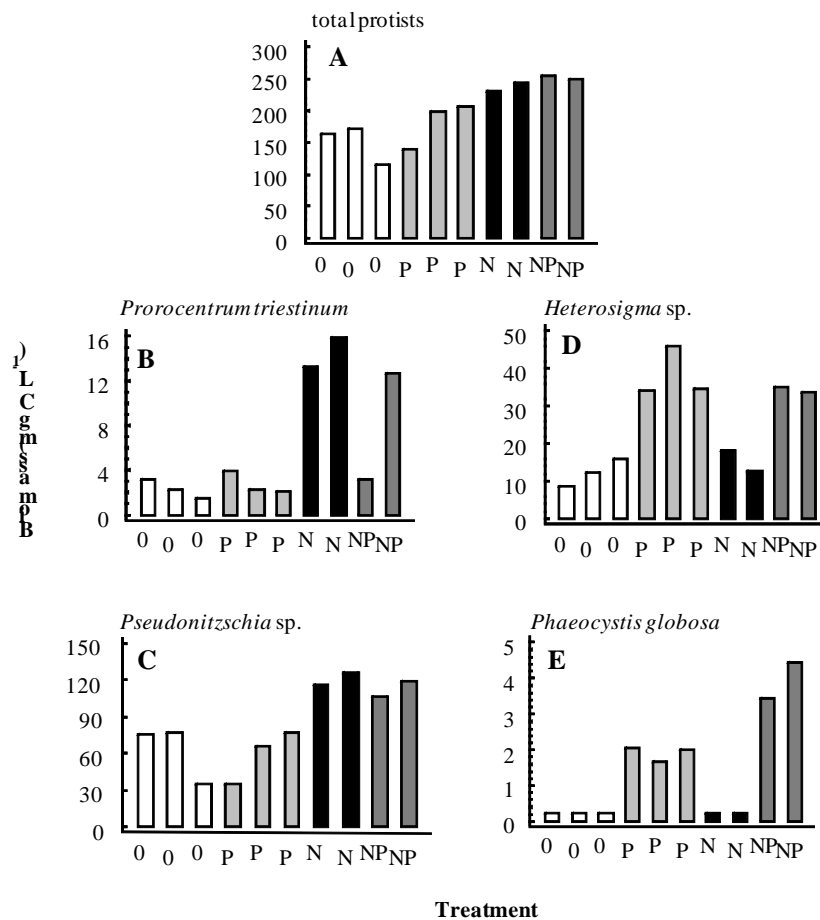 total protists
A
300
250
200
150
100
50
0
0 0 0 P P P N N NP NP
Prorocentrum triestinum
B
16
12
8
4
0
0 0 0 P P P N N NP NP
Heterosigma sp.
D
50
40
30
20
10
0
0 0 0 P P P N N NP NP
Biomass (mg C L-1)
Pseudonitzschia sp.
C
150
120
90
60
30
0
0 0 0 P P P N N NP NP
Phaeocystis globosa
E
5
4
3
2
1
0
0 0 0 P P P N N NP NP
Treatment